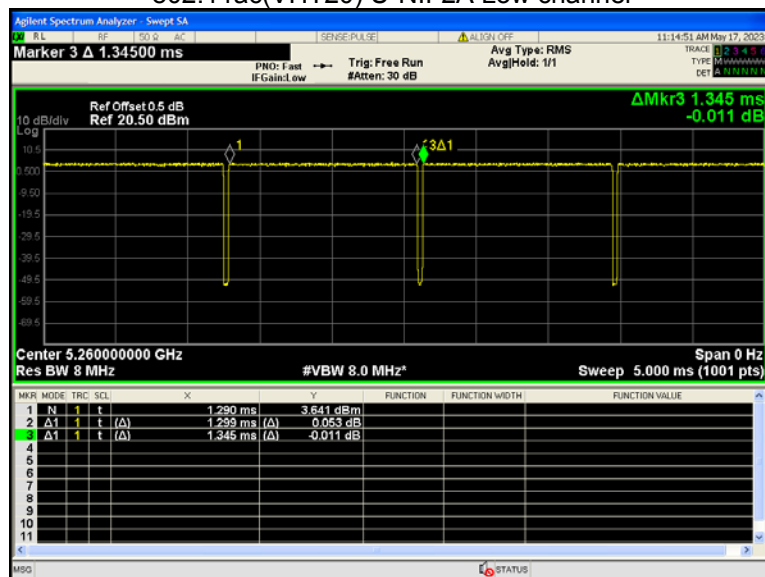 802.11ac(VHT20) U-NII-2A Low channel
Agilent Spectrum Analyzer - Swept SA
RL RF 50 Ω AC SENSE:PULSE ALIGN OFF 11:14:51 AM May 17, 2023
Marker 3 Δ 1.34500 ms
PNO: Fast Trig: Free Run Avg Type: RMS TRACE 1 2 3 4 5 6
IFGain:Low #Atten: 30 dB Avg|Hold: 1/1 TYPE M
DET A N N N N N
ΔMkr3 1.345 ms
-0.011 dB
Ref Offset 0.5 dB
10 dB/div Ref 20.50 dBm
Log
1
3Δ1
10.5
0.500
-9.50
-19.5
-29.5
-39.5
-49.5
-59.5
-69.5
Center 5.260000000 GHz Span 0 Hz
Res BW 8 MHz #VBW 8.0 MHz* Sweep 5.000 ms (1001 pts)
MKR MODE TRC SCL X Y FUNCTION FUNCTION WIDTH FUNCTION VALUE
1 N 1 t 1.290 ms 3.641 dBm
2 Δ1 1 t (Δ) 1.299 ms (Δ) 0.053 dB
3 Δ1 1 t (Δ) 1.345 ms (Δ) -0.011 dB
4
5
6
7
8
9
10
11
MSG STATUS